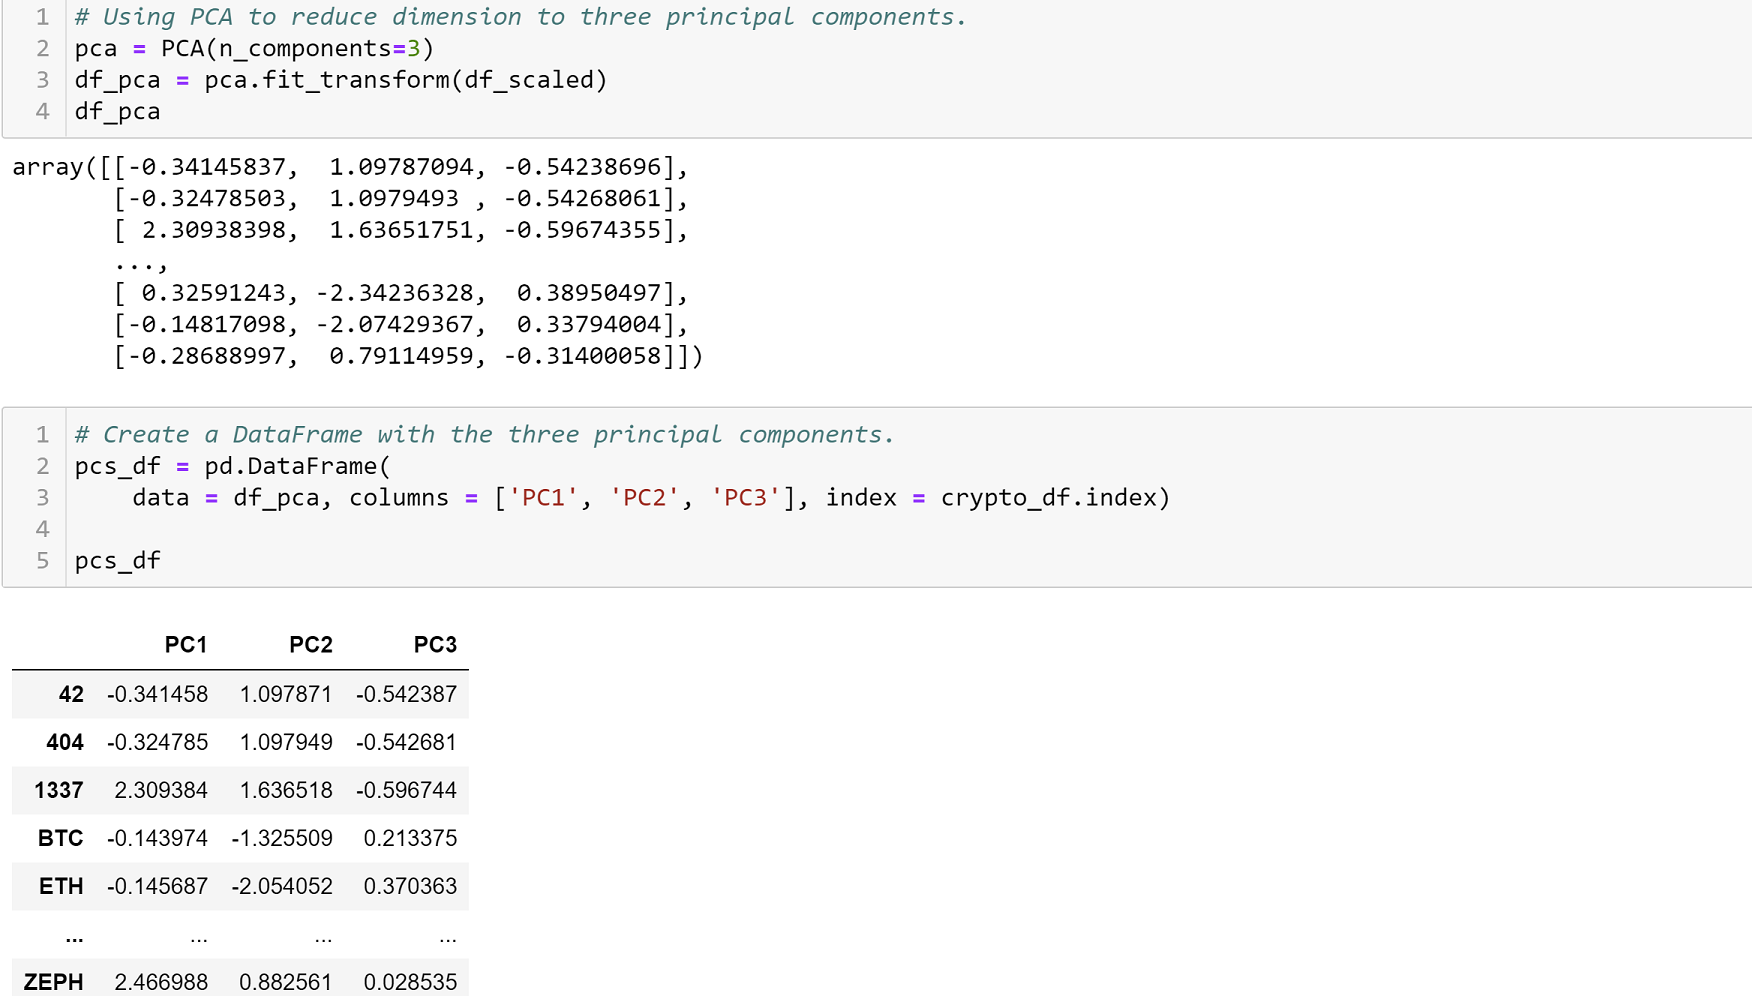 1 # Using PCA to reduce dimension to three principal components.
2 pca = PCA(n_components=3)
3 df_pca = pca.fit_transform(df_scaled)
4 df_pca
array([[-0.34145837,  1.09787094, -0.54238696],
       [-0.32478503,  1.0979493 , -0.54268061],
       [ 2.30938398,  1.63651751, -0.59674355],
       ...,
       [ 0.32591243, -2.34236328,  0.38950497],
       [-0.14817098, -2.07429367,  0.33794004],
       [-0.28688997,  0.79114959, -0.31400058]])
1 # Create a DataFrame with the three principal components.
2 pcs_df = pd.DataFrame(
3     data = df_pca, columns = ['PC1', 'PC2', 'PC3'], index = crypto_df.index)
4
5 pcs_df
PC1 PC2 PC3
42 -0.341458 1.097871 -0.542387
404 -0.324785 1.097949 -0.542681
1337 2.309384 1.636518 -0.596744
BTC -0.143974 -1.325509 0.213375
ETH -0.145687 -2.054052 0.370363
... ... ... ...
ZEPH 2.466988 0.882561 0.028535